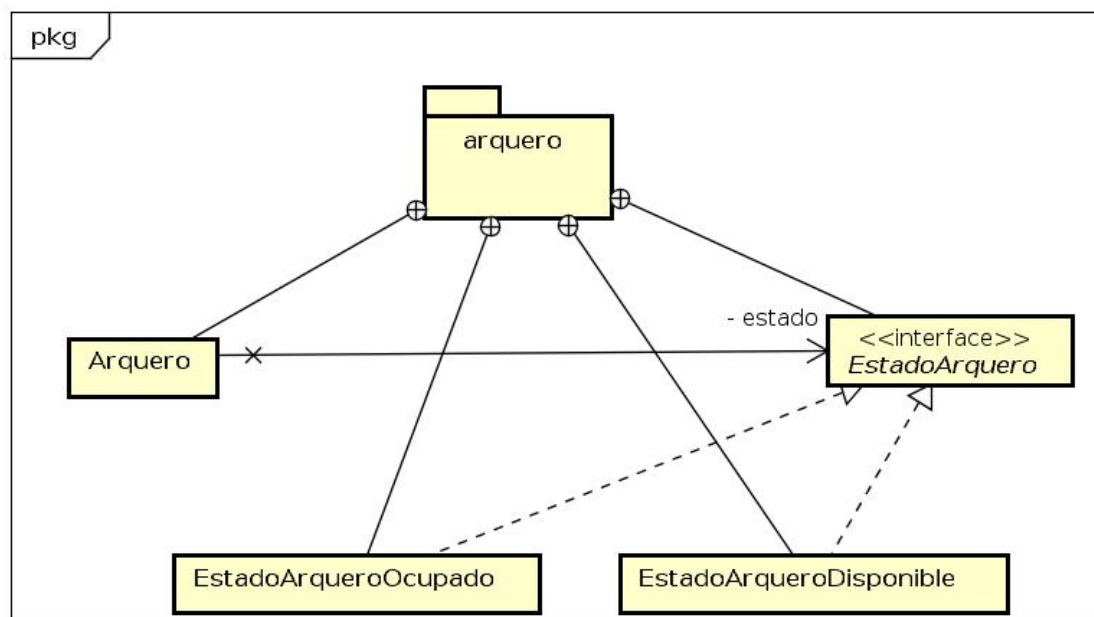 pkg
arquero
- estado
Arquero
<<interface>>
EstadoArquero
EstadoArqueroOcupado
EstadoArqueroDisponible